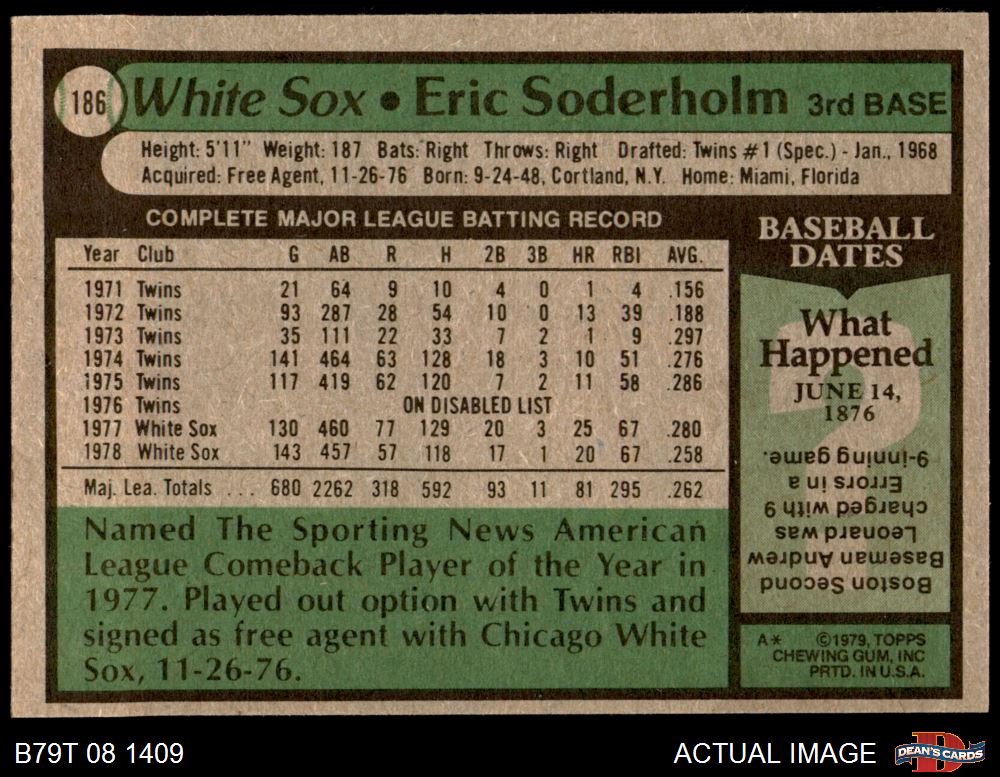 186 White Sox • Eric Soderholm 3rd BASE
Height: 5'11" Weight: 187 Bats: Right Throws: Right Drafted: Twins #1 (Spec.) - Jan., 1968
Acquired: Free Agent, 11-26-76 Born: 9-24-48, Cortland, N.Y. Home: Miami, Florida
COMPLETE MAJOR LEAGUE BATTING RECORD
Year Club G AB R H 2B 3B HR RBI AVG.
1971 Twins 21 64 9 10 4 0 1 4 .156
1972 Twins 93 287 28 54 10 0 13 39 .188
1973 Twins 35 111 22 33 7 2 1 9 .297
1974 Twins 141 464 63 128 18 3 10 51 .276
1975 Twins 117 419 62 120 7 2 11 58 .286
1976 Twins ON DISABLED LIST
1977 White Sox 130 460 77 129 20 3 25 67 .280
1978 White Sox 143 457 57 118 17 1 20 67 .258
Maj. Lea. Totals ... 680 2262 318 592 93 11 81 295 .262
Named The Sporting News American
League Comeback Player of the Year in
1977. Played out option with Twins and
signed as free agent with Chicago White
Sox, 11-26-76.
BASEBALL
DATES
What
Happened
JUNE 14,
1876
?
Boston Second
Baseman Andrew
Leonard was
charged with 9
Errors in a
9-inning game.
A* ©1979, TOPPS
CHEWING GUM, INC
PRTD. IN U.S.A.
B79T 08 1409
ACTUAL IMAGE
D
DEAN'S CARDS